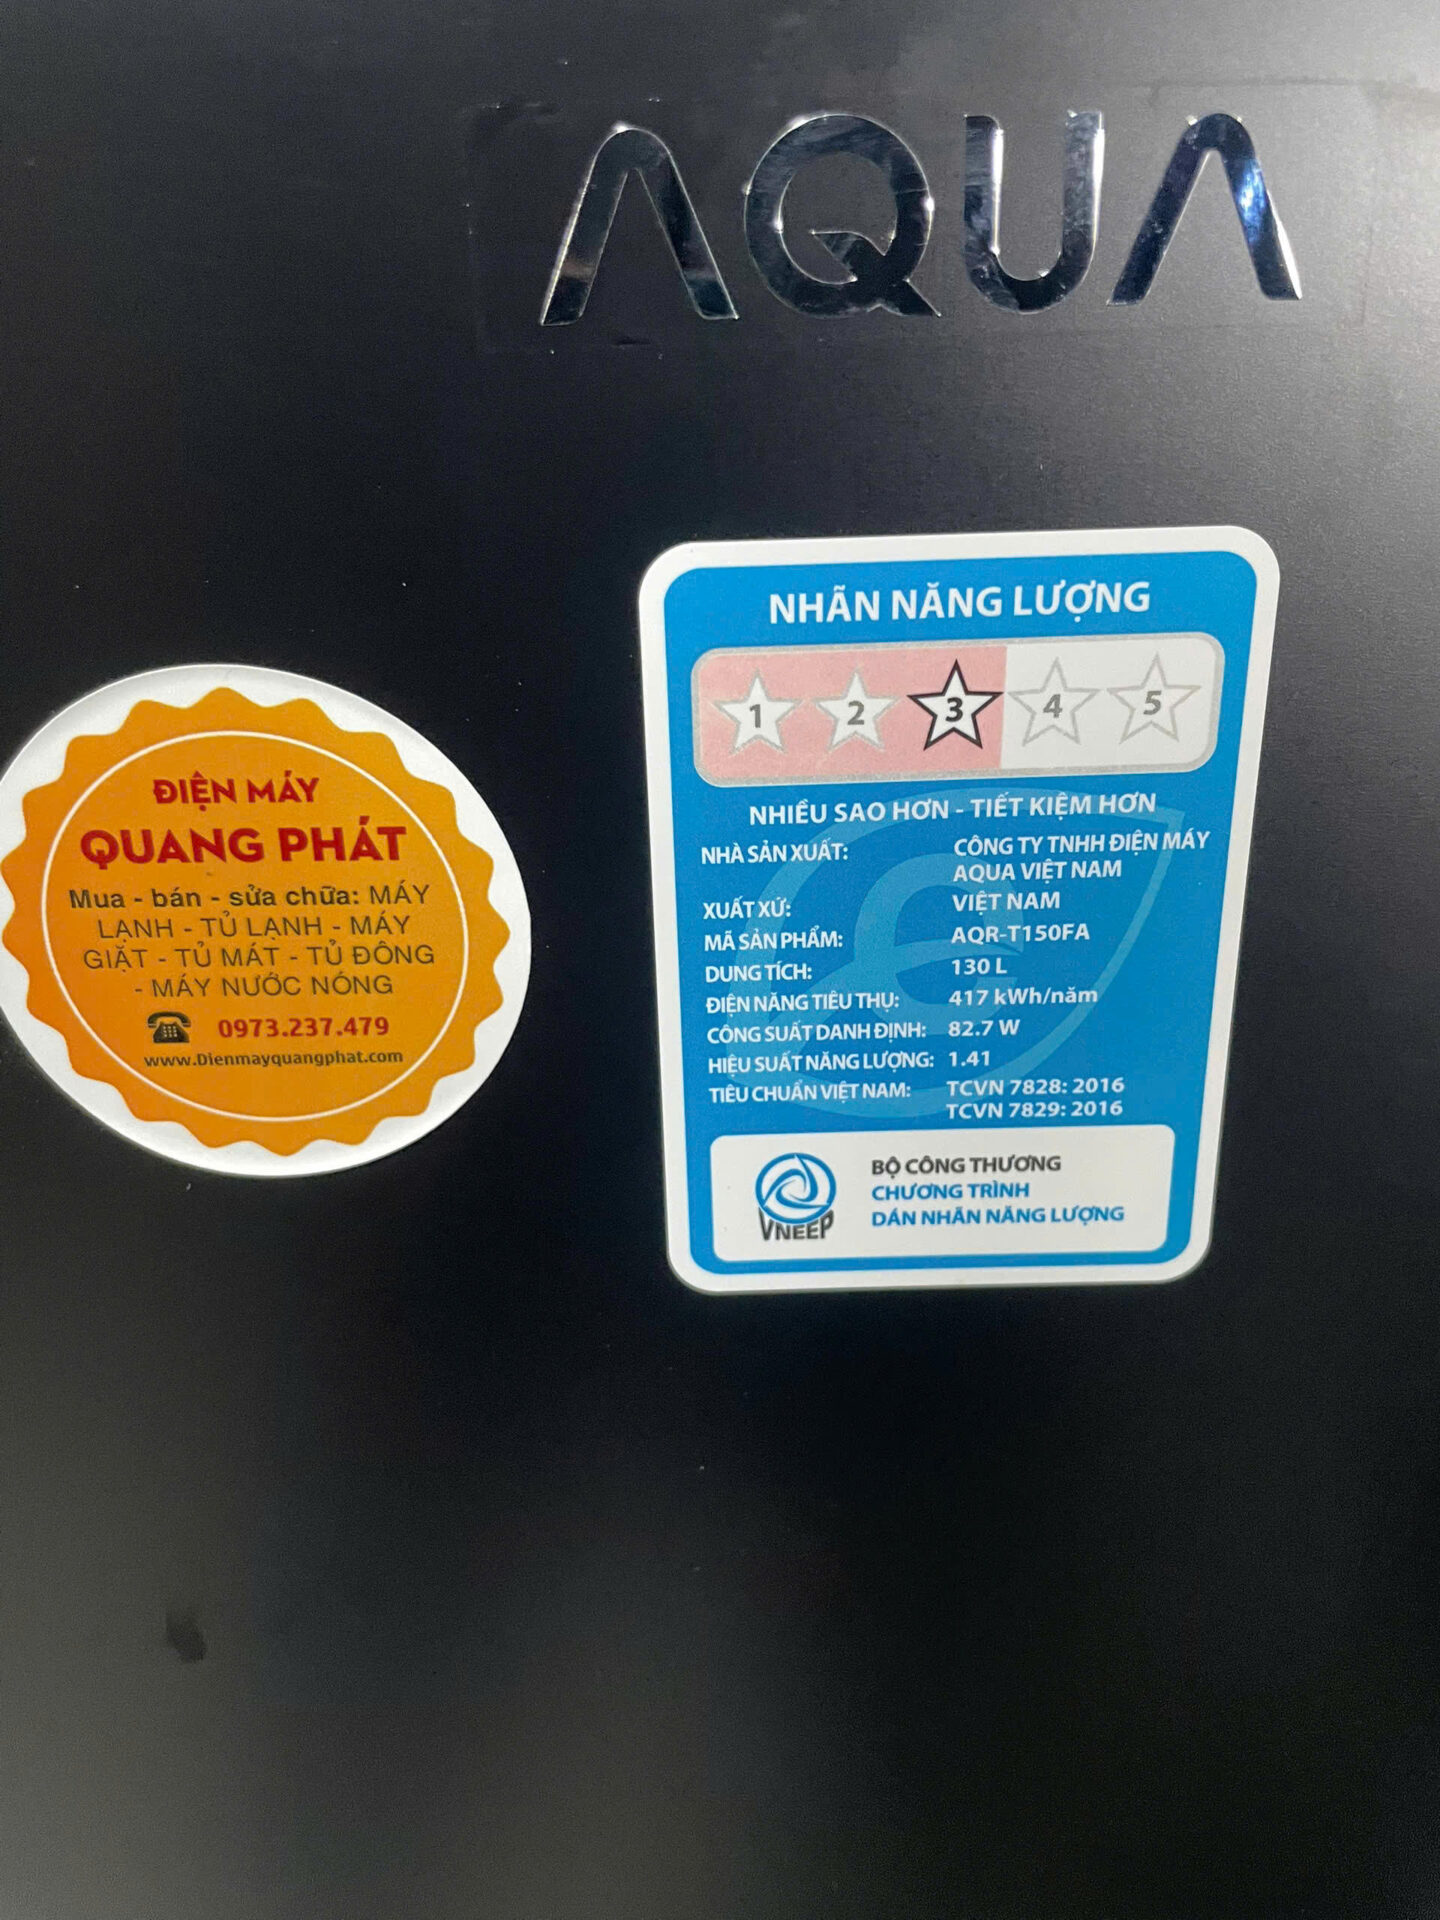 AQUA
NHÃN NĂNG LƯỢNG
1 2 3 4 5
NHIỀU SAO HƠN - TIẾT KIỆM HƠN
NHÀ SẢN XUẤT: CÔNG TY TNHH ĐIỆN MÁY
AQUA VIỆT NAM
XUẤT XỨ: VIỆT NAM
MÃ SẢN PHẨM: AQR-T150FA
DUNG TÍCH: 130 L
ĐIỆN NĂNG TIÊU THỤ: 417 kWh/năm
CÔNG SUẤT DANH ĐỊNH: 82.7 W
HIỆU SUẤT NĂNG LƯỢNG: 1.41
TIÊU CHUẨN VIỆT NAM: TCVN 7828: 2016
TCVN 7829: 2016
VNEEP
BỘ CÔNG THƯƠNG
CHƯƠNG TRÌNH
DÁN NHÃN NĂNG LƯỢNG
ĐIỆN MÁY
QUANG PHÁT
Mua - bán - sửa chữa: MÁY
LẠNH - TỦ LẠNH - MÁY
GIẶT - TỦ MÁT - TỦ ĐÔNG
- MÁY NƯỚC NÓNG
0973.237.479
www.Dienmayquangphat.com